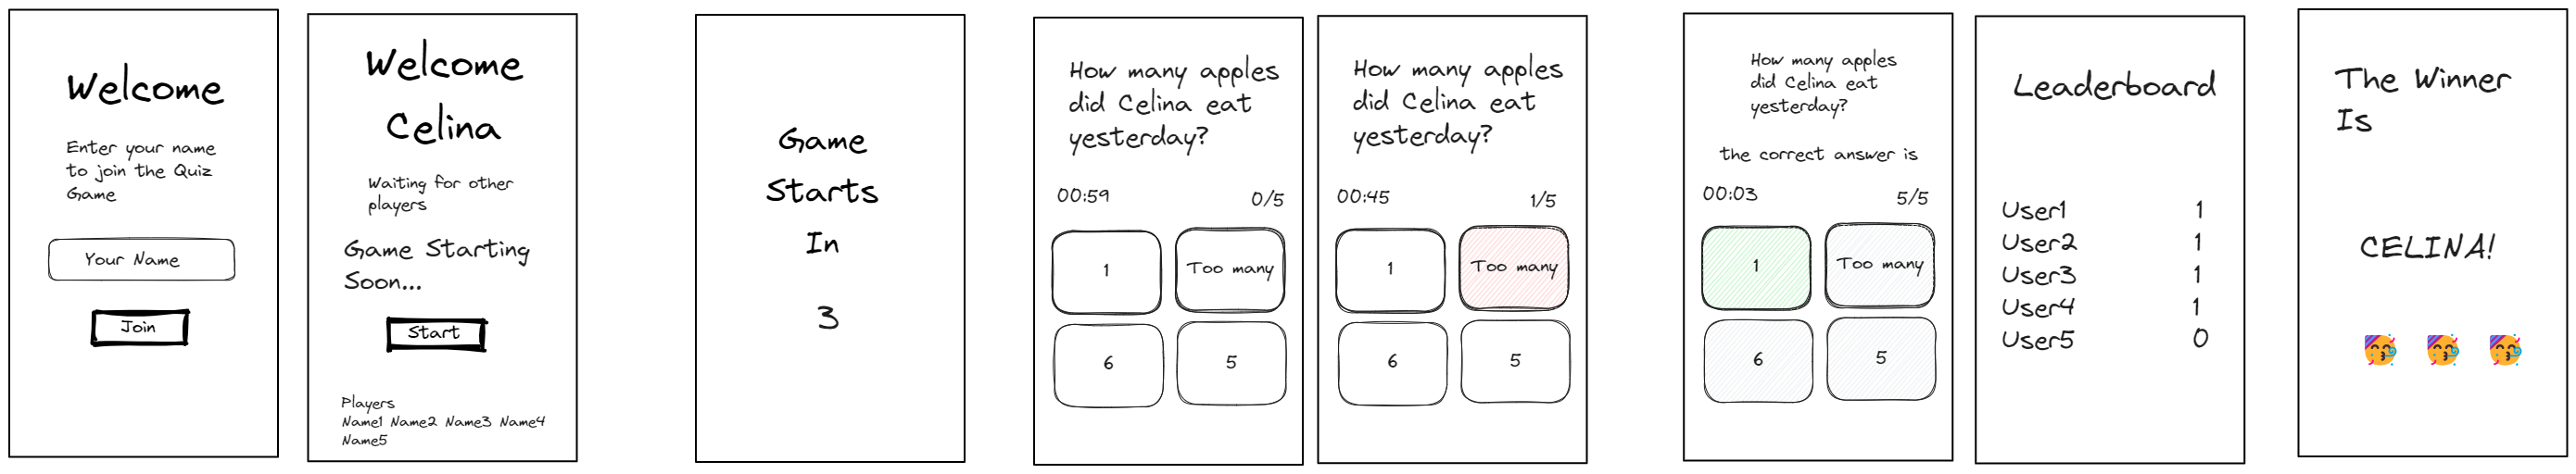 Welcome
Enter your name
to join the Quiz
Game
Your Name
Join
Welcome
Celina
Waiting for other
players
Game Starting
Soon...
Start
Players
Name1 Name2 Name3 Name4
Name5
Game
Starts
In
3
How many apples
did Celina eat
yesterday?
00:59 0/5
1 Too many
6 5
How many apples
did Celina eat
yesterday?
00:45 1/5
1 Too many
6 5
How many apples
did Celina eat
yesterday?
the correct answer is
00:03 5/5
1 Too many
6 5
Leaderboard
User1 1
User2 1
User3 1
User4 1
User5 0
The Winner
Is
CELINA!